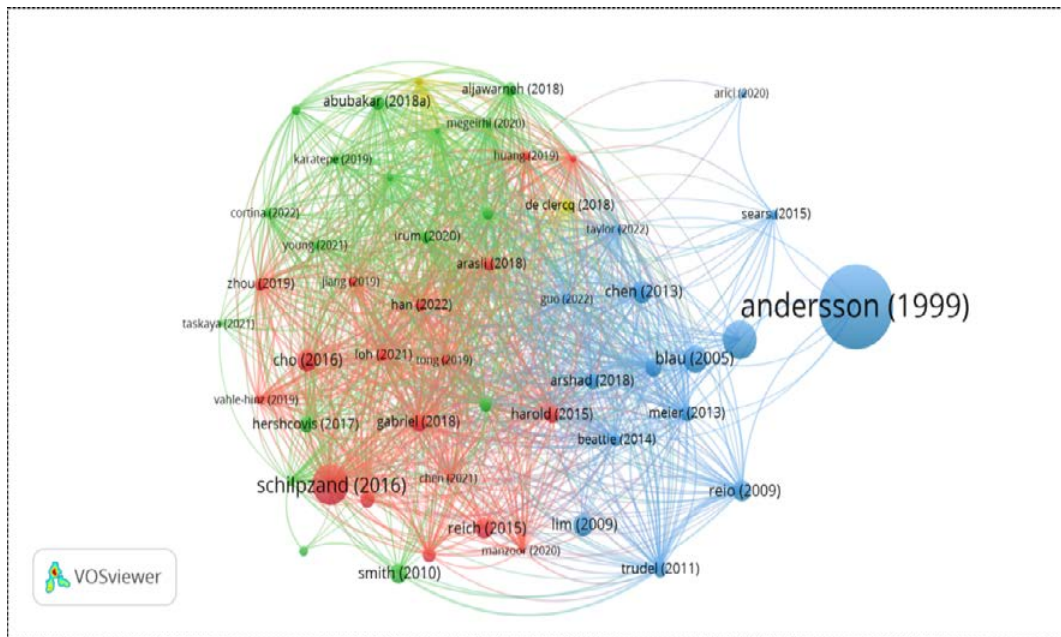 abubakar (2018a)
aljawarneh (2018)
arici (2020)
megeirhi (2020)
karatepe (2019)
huang (2019)
de clercq (2018)
cortina (2022)
sears (2015)
taylor (2022)
irum (2020)
young (2021)
arasli (2018)
zhou (2019)
jiang (2019)
chen (2013)
guo (2022)
han (2022)
andersson (1999)
taskaya (2021)
cho (2016)
loh (2021)
tong (2019)
blau (2005)
arshad (2018)
vahle-hinz (2019)
hershcovis (2017)
gabriel (2018)
harold (2015)
meier (2013)
beattie (2014)
schilpzand (2016)
chen (2021)
reio (2009)
reich (2015)
lim (2009)
manzoor (2020)
smith (2010)
trudel (2011)
VOSviewer